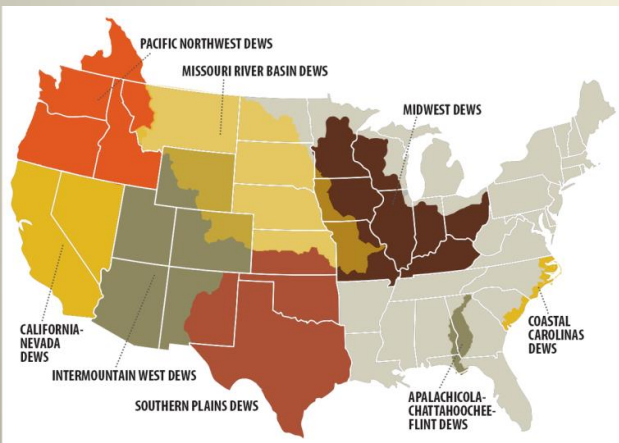 PACIFIC NORTHWEST DEWS
MISSOURI RIVER BASIN DEWS
MIDWEST DEWS
CALIFORNIA-
NEVADA
DEWS
INTERMOUNTAIN WEST DEWS
SOUTHERN PLAINS DEWS
COASTAL
CAROLINAS
DEWS
APALACHICOLA-
CHATTAHOOCHEE-
FLINT DEWS